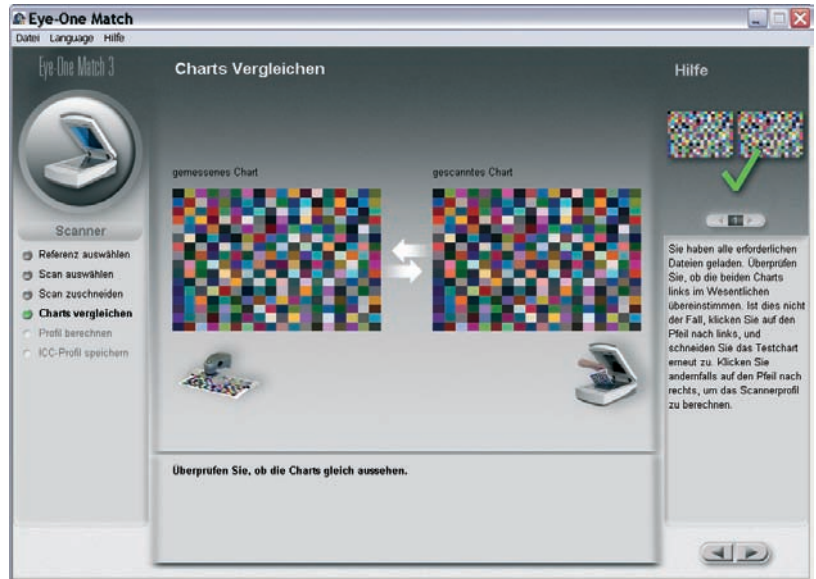 Eye-One Match
Datei Language Hilfe
Eye-One Match 3
Charts Vergleichen
Hilfe
gemessenes Chart
gescanntes Chart
Scanner
Referenz auswählen
Scan auswählen
Scan zuschneiden
Charts vergleichen
Profil berechnen
ICC-Profil speichern
1
Sie haben alle erforderlichen
Dateien geladen. Überprüfen
Sie, ob die beiden Charts
links im Wesentlichen
übereinstimmen. Ist dies nicht
der Fall, klicken Sie auf den
Pfeil nach links, und
schneiden Sie das Testchart
erneut zu. Klicken Sie
andernfalls auf den Pfeil nach
rechts, um das Scannerprofil
zu berechnen.
Überprüfen Sie, ob die Charts gleich aussehen.